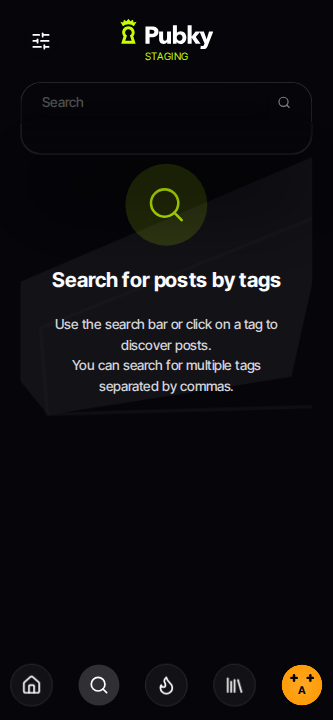 Pubky
STAGING
Search
Search for posts by tags
Use the search bar or click on a tag to
discover posts.
You can search for multiple tags
separated by commas.
A